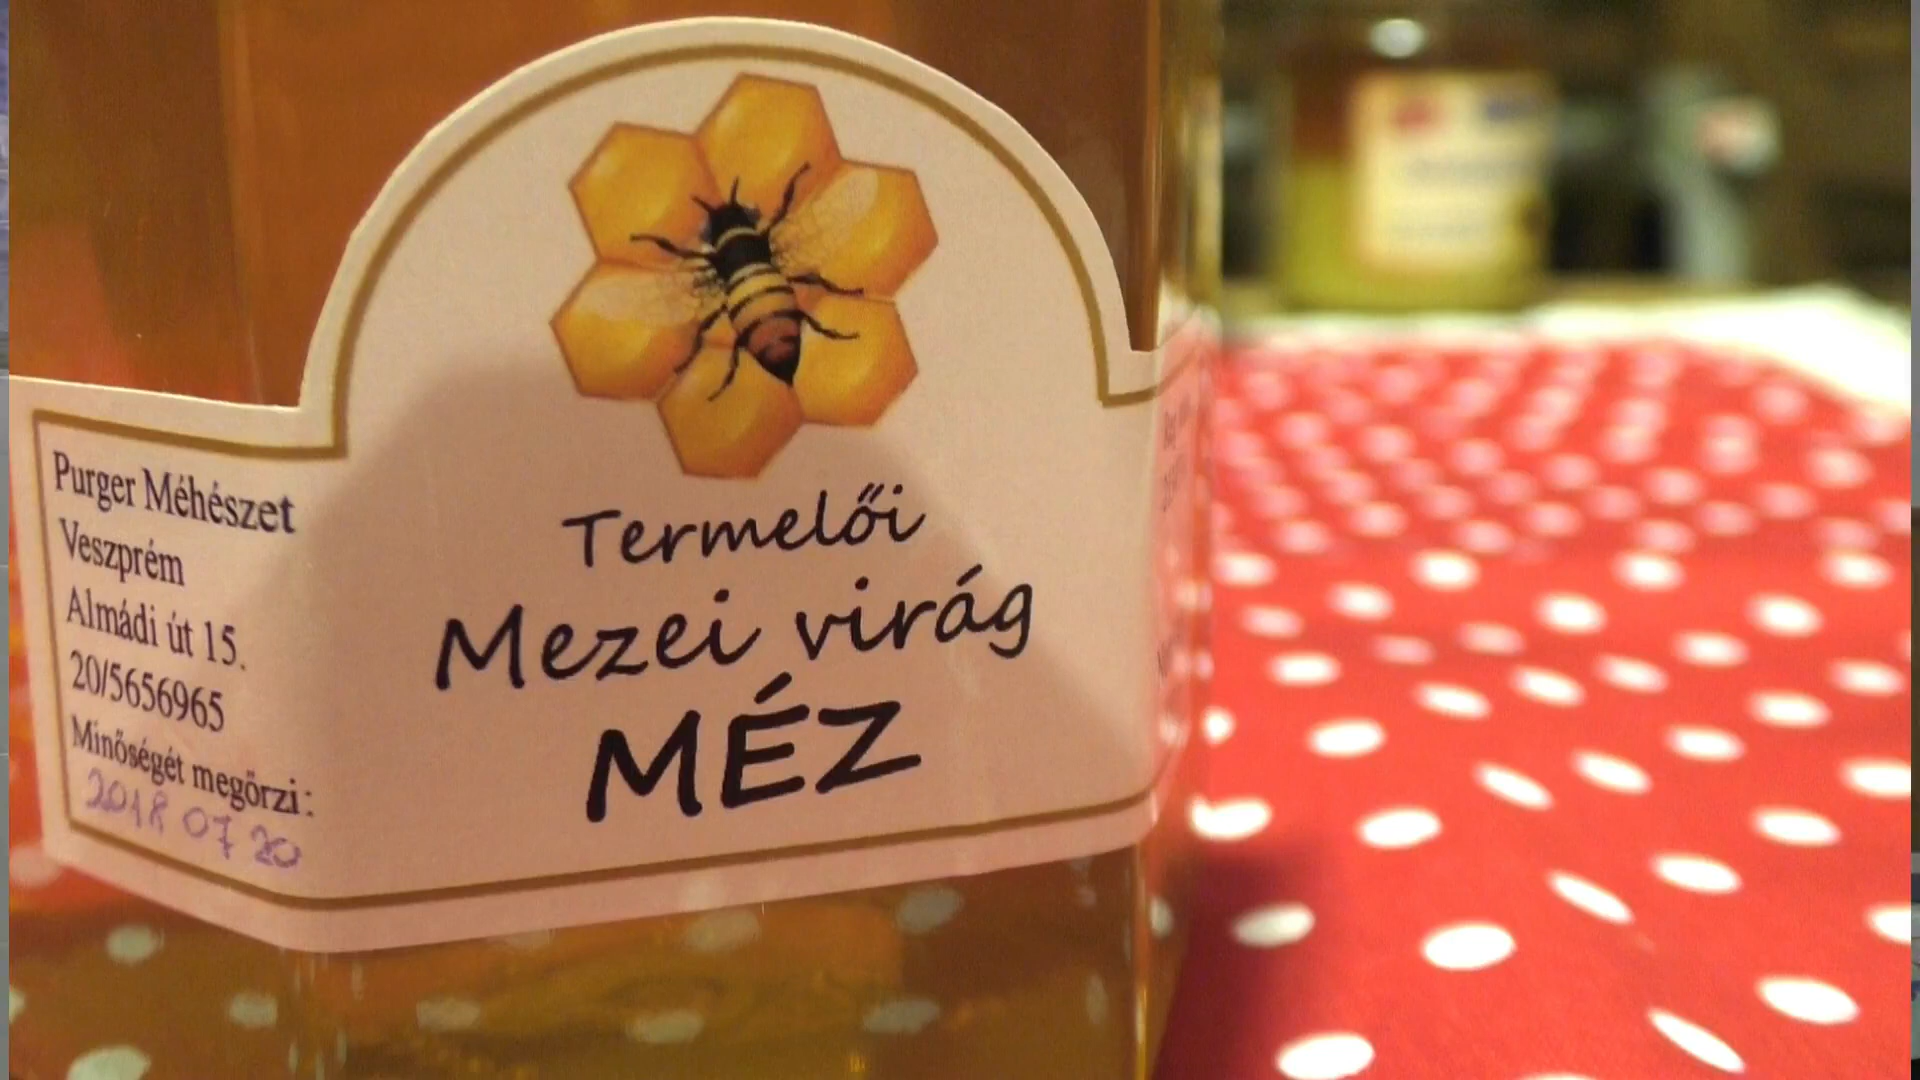 Purger Méhészet
Veszprém
Almádi út 15.
20/5656965
Minőségét megőrzi:
2018 07 20
Termelői
Mezei virág
MÉZ